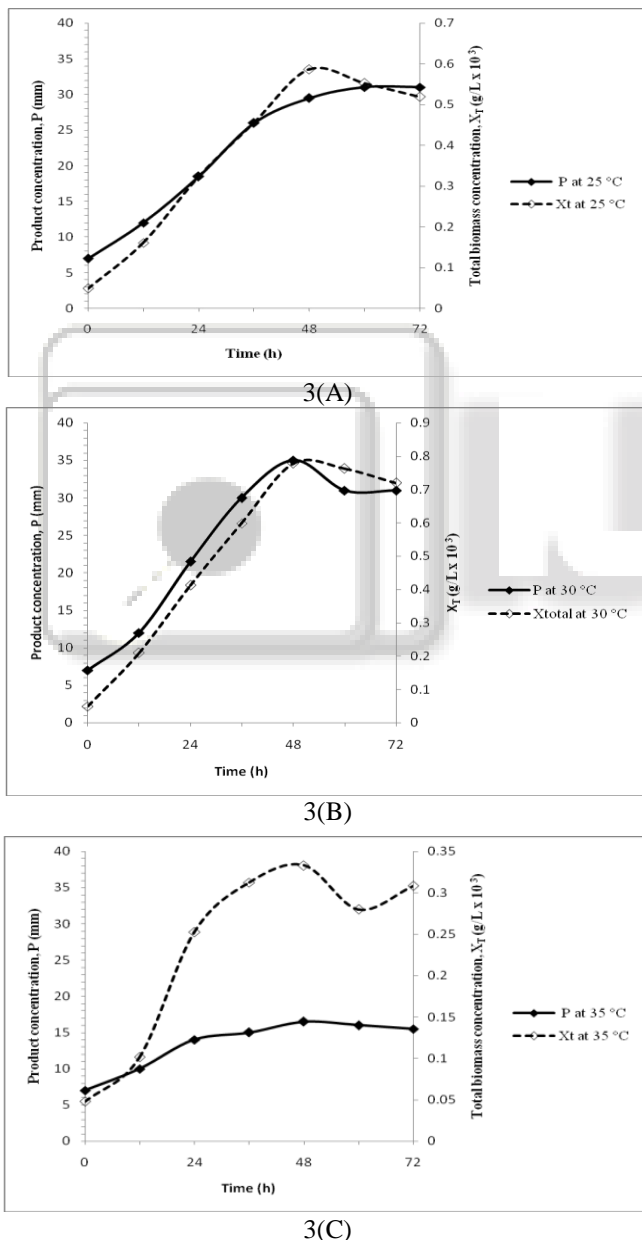 40
35
30
25
20
15
10
5
0
Product concentration, P (mm)
0.7
0.6
0.5
0.4
0.3
0.2
0.1
0
Total biomass concentration, X_T (g/L x 10³)
0 24 48 72
Time (h)
P at 25 °C
Xt at 25 °C
3(A)
40
35
30
25
20
15
10
5
0
Product concentration, P (mm)
0.9
0.8
0.7
0.6
0.5
0.4
0.3
0.2
0.1
0
X_T (g/L x 10³)
0 24 48 72
Time (h)
P at 30 °C
Xtotal at 30 °C
3(B)
40
35
30
25
20
15
10
5
0
Product concentration, P (mm)
0.35
0.3
0.25
0.2
0.15
0.1
0.05
0
Total biomass concentration, X_T (g/L x 10³)
0 24 48 72
Time (h)
P at 35 °C
Xt at 35 °C
3(C)